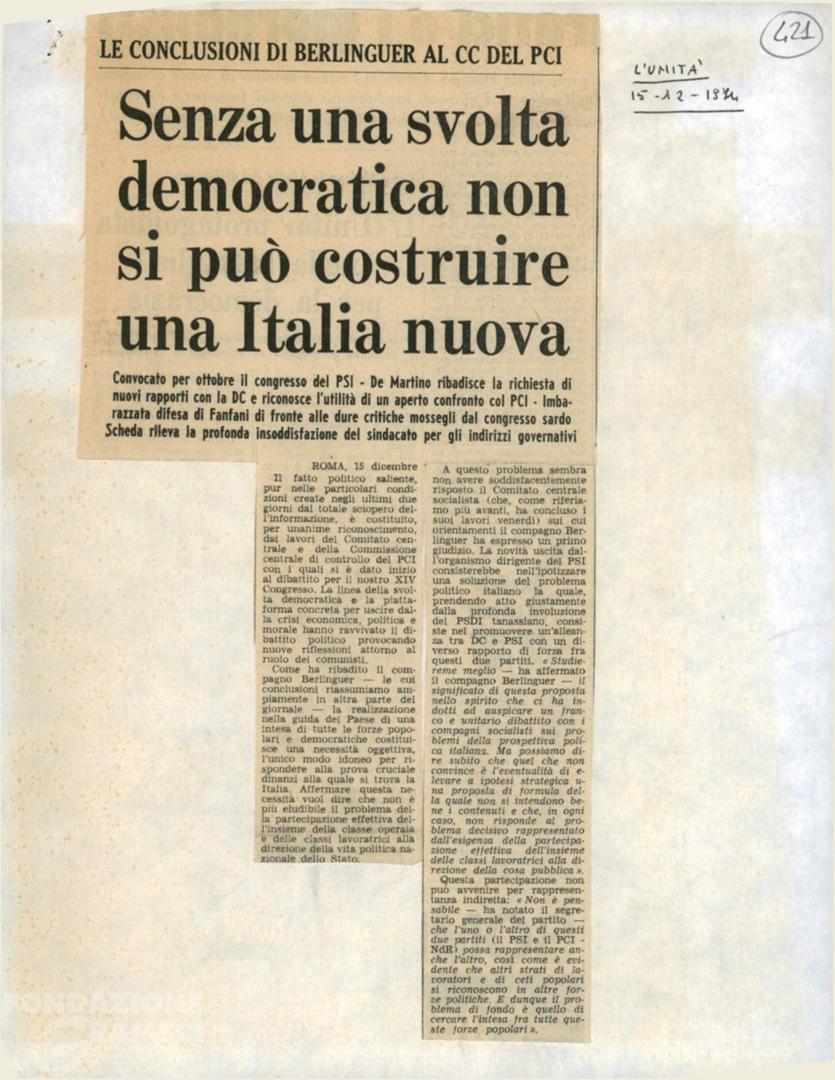 421
L'UNITA'
15-12-1974
LE CONCLUSIONI DI BERLINGUER AL CC DEL PCI
Senza una svolta
democratica non
si può costruire
una Italia nuova
Convocato per ottobre il congresso del PSI - De Martino ribadisce la richiesta di
nuovi rapporti con la DC e riconosce l'utilità di un aperto confronto col PCI - Imba-
razzata difesa di Fanfani di fronte alle dure critiche mossegli dal congresso sardo
Scheda rileva la profonda insoddisfazione del sindacato per gli indirizzi governativi
ROMA, 15 dicembre
Il fatto politico saliente,
pur nelle particolari condi-
zioni create negli ultimi due
giorni dal totale sciopero del-
l'informazione, è costituito,
per unanime riconoscimento,
dai lavori del Comitato cen-
trale e della Commissione
centrale di controllo del PCI
con i quali si è dato inizio
al dibattito per il nostro XIV
Congresso. La linea della svol-
ta democratica e la piatta-
forma concreta per uscire dal-
la crisi economica, politica e
morale hanno ravvivato il di-
battito politico provocando
nuove riflessioni attorno al
ruolo dei comunisti.
Come ha ribadito il com-
pagno Berlinguer — le cui
conclusioni riassumiamo am-
piamente in altra parte del
giornale — la realizzazione
nella guida del Paese di una
intesa di tutte le forze popo-
lari e democratiche costitui-
sce una necessità oggettiva,
l'unico modo idoneo per ri-
spondere alla prova cruciale
dinanzi alla quale si trova la
Italia. Affermare questa ne-
cessità vuol dire che non è
più eludibile il problema del-
la partecipazione effettiva del-
l'insieme della classe operaia
e delle classi lavoratrici alla
direzione della vita politica na-
zionale dello Stato.
A questo problema sembra
non avere soddisfacentemente
risposto il Comitato centrale
socialista (che, come riferia-
mo più avanti, ha concluso i
suoi lavori venerdì) sui cui
orientamenti il compagno Ber-
linguer ha espresso un primo
giudizio. La novità uscita dal-
l'organismo dirigente del PSI
consisterebbe nell'ipotizzare
una soluzione del problema
politico italiano la quale,
prendendo atto giustamente
dalla profonda involuzione
del PSDI tanassiano, consi-
ste nel promuovere un'allean-
za tra DC e PSI con un di-
verso rapporto di forza fra
questi due partiti. «Studie-
remo meglio — ha affermato
il compagno Berlinguer — il
significato di questa proposta
nello spirito che ci ha in-
dotti ad auspicare un fran-
co e unitario dibattito con i
compagni socialisti sui pro-
blemi della prospettiva poli-
ca italiana. Ma possiamo di-
re subito che quel che non
convince è l'eventualità di e-
levare a ipotesi strategica u-
na proposta di formula del-
la quale non si intendono be-
ne i contenuti e che, in ogni
caso, non risponde al pro-
blema decisivo rappresentato
dall'esigenza della partecipa-
zione effettiva dell'insieme
delle classi lavoratrici alla di-
rezione della cosa pubblica».
Questa partecipazione non
può avvenire per rappresen-
tanza indiretta: «Non è pen-
sabile — ha notato il segre-
tario generale del partito —
che l'uno o l'altro di questi
due partiti (il PSI e il PCI -
NdR) possa rappresentare an-
che l'altro, così come è evi-
dente che altri strati di la-
voratori e di ceti popolari
si riconoscono in altre for-
ze politiche. E dunque il pro-
blema di fondo è quello di
cercare l'intesa fra tutte que-
ste forze popolari».